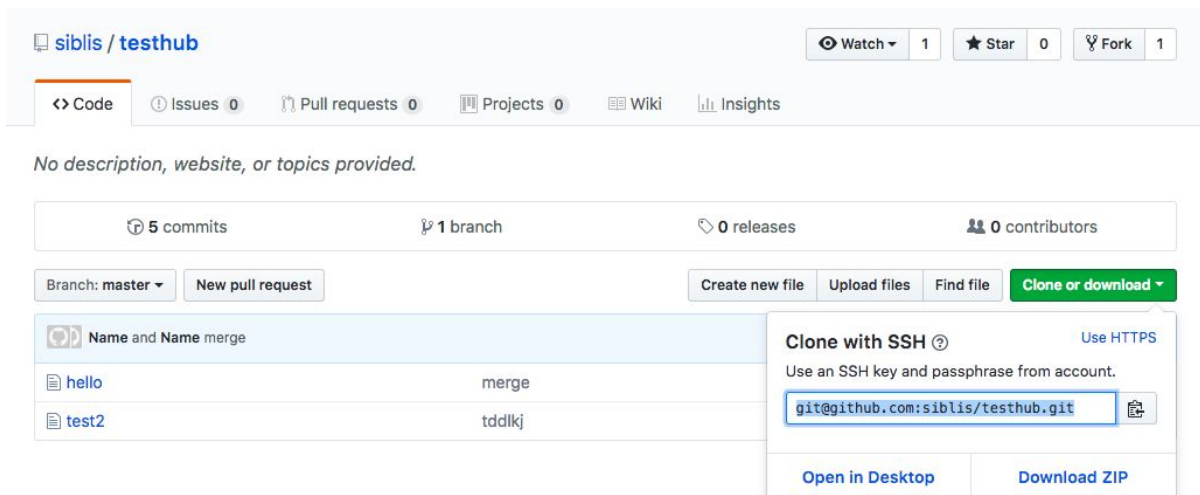 siblis / testhub
Watch 1 Star 0 Fork 1
Code Issues 0 Pull requests 0 Projects 0 Wiki Insights
No description, website, or topics provided.
5 commits 1 branch 0 releases 0 contributors
Branch: master New pull request Create new file Upload files Find file Clone or download
Name and Name merge
hello merge
test2 tddlkj
Clone with SSH Use HTTPS
Use an SSH key and passphrase from account.
git@github.com:siblis/testhub.git
Open in Desktop Download ZIP